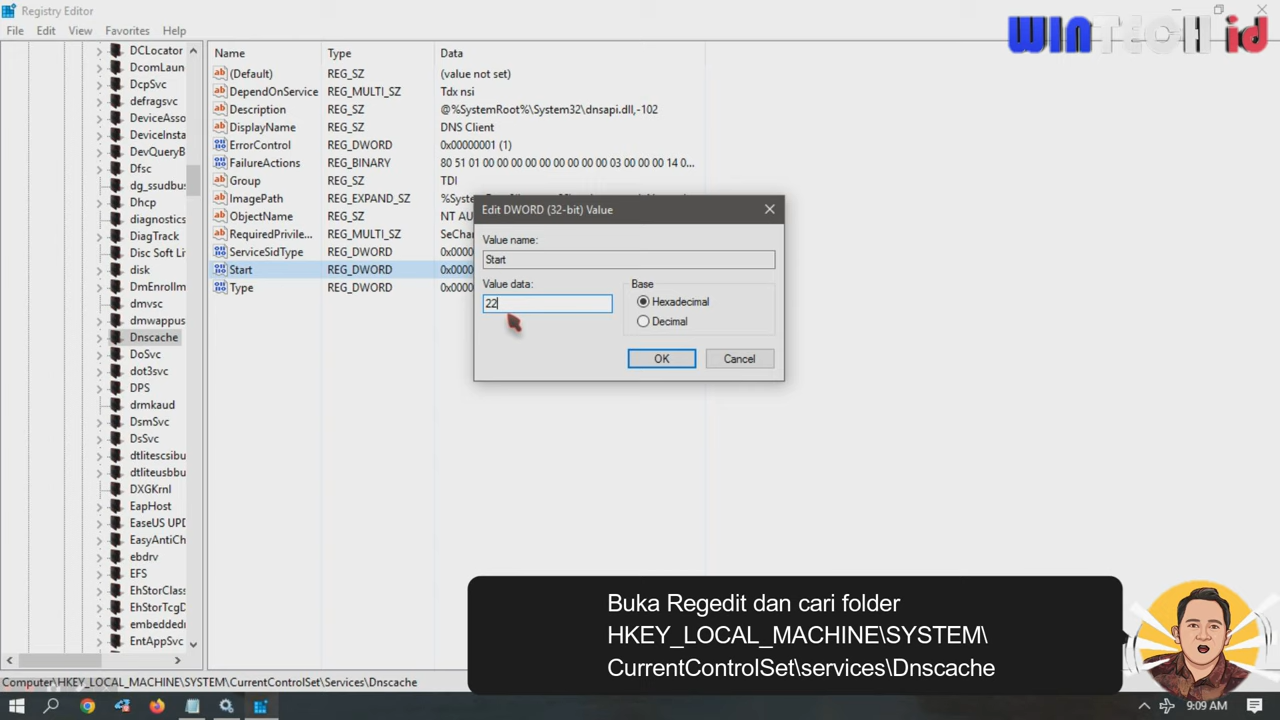 Registry Editor
WINTECH id
File Edit View Favorites Help
DCLocator
DcomLaun
DcpSvc
defragsvc
DeviceAsso
DeviceInsta
DevQueryB
Dfsc
dg_ssudbus
Dhcp
diagnostics
DiagTrack
Disc Soft Li
disk
DmEnrollm
dmvsc
dmwappus
Dnscache
DoSvc
dot3svc
DPS
drmkaud
DsmSvc
DsSvc
dtlitescsibu
dtliteusbbu
DXGKrnl
EapHost
EaseUS UPD
EasyAntiCh
ebdrv
EFS
EhStorClass
EhStorTcgD
embeddedr
EntAppSvc
Name Type Data
(Default) REG_SZ (value not set)
DependOnService REG_MULTI_SZ Tdx nsi
Description REG_SZ @%SystemRoot%\System32\dnsapi.dll,-102
DisplayName REG_SZ DNS Client
ErrorControl REG_DWORD 0x00000001 (1)
FailureActions REG_BINARY 80 51 01 00 00 00 00 00 00 00 00 00 03 00 00 00 14 0...
Group REG_SZ TDI
ImagePath REG_EXPAND_SZ
ObjectName REG_SZ NT AU
RequiredPrivile... REG_MULTI_SZ SeChar
ServiceSidType REG_DWORD 0x0000
Start REG_DWORD 0x0000
Type REG_DWORD 0x0000
Edit DWORD (32-bit) Value
Value name:
Start
Value data:
22
Base
Hexadecimal
Decimal
OK Cancel
Buka Regedit dan cari folder
HKEY_LOCAL_MACHINE\SYSTEM\
CurrentControlSet\services\Dnscache
Computer\HKEY_LOCAL_MACHINE\SYSTEM\CurrentControlSet\Services\Dnscache
9:09 AM